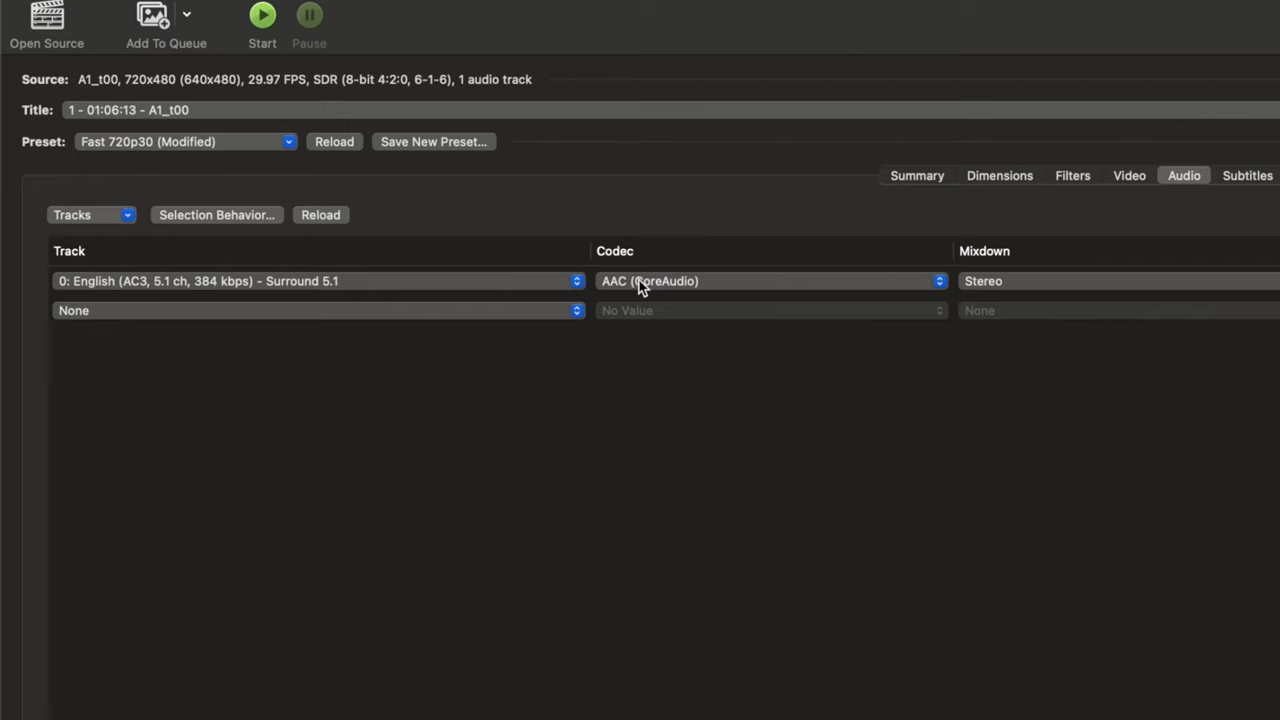 Open Source
Add To Queue
Start
Pause
Source: A1_t00, 720x480 (640x480), 29.97 FPS, SDR (8-bit 4:2:0, 6-1-6), 1 audio track
Title: 1 - 01:06:13 - A1_t00
Preset: Fast 720p30 (Modified) Reload Save New Preset...
Summary Dimensions Filters Video Audio Subtitles
Tracks Selection Behavior... Reload
Track Codec Mixdown
0: English (AC3, 5.1 ch, 384 kbps) - Surround 5.1 AAC (CoreAudio) Stereo
None No Value None